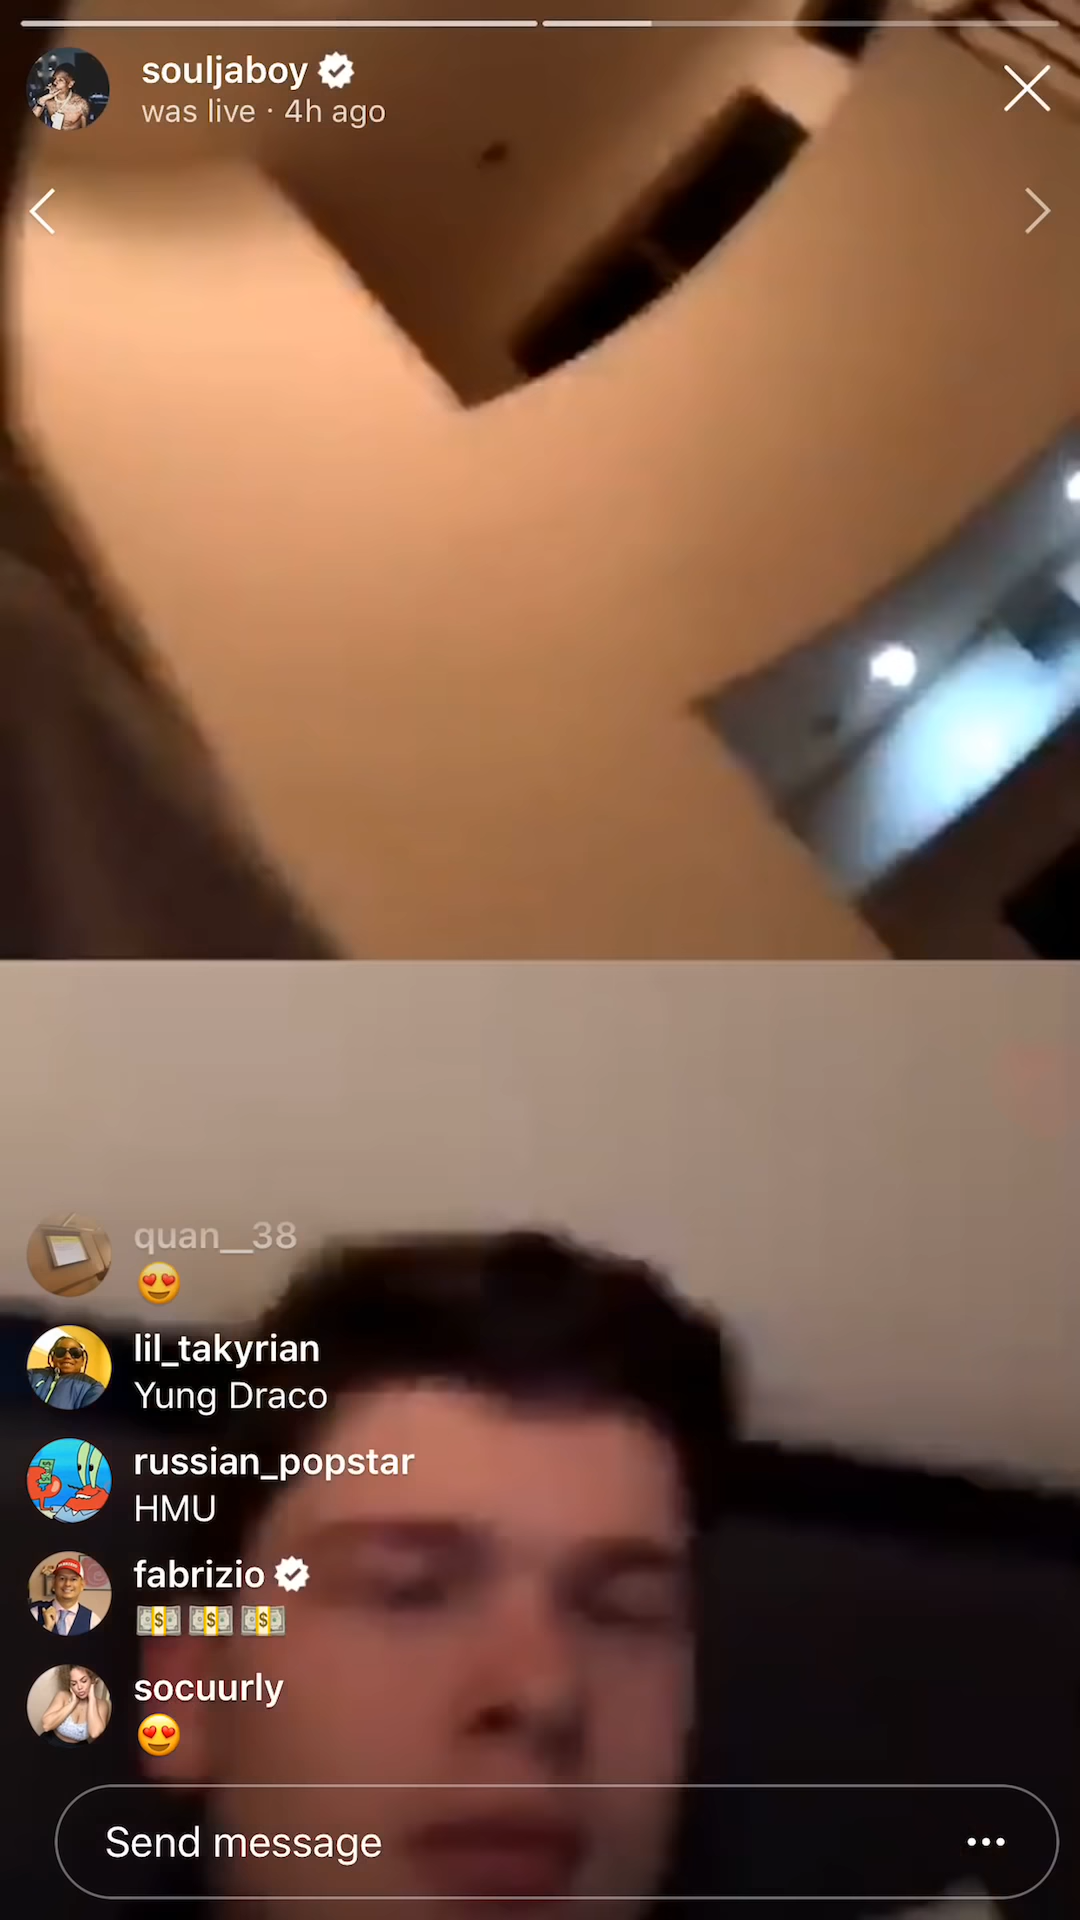 souljaboy
was live · 4h ago
quan__38
😍
lil_takyrian
Yung Draco
russian_popstar
HMU
fabrizio
💵 💵 💵
socuurly
😍
Send message